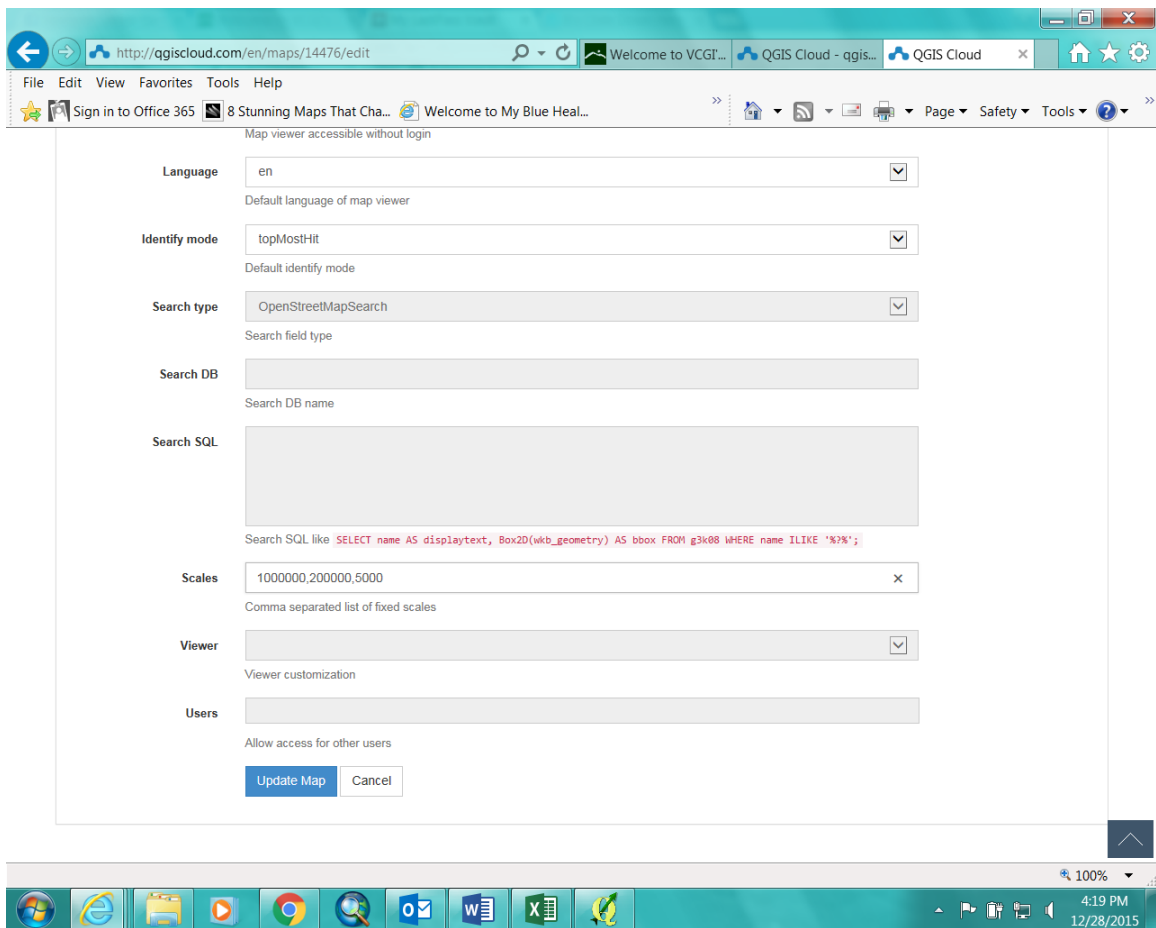 http://qgiscloud.com/en/maps/14476/edit
Welcome to VCGI'...
QGIS Cloud - qgis...
QGIS Cloud
File Edit View Favorites Tools Help
Sign in to Office 365
8 Stunning Maps That Cha...
Welcome to My Blue Heal...
Page Safety Tools
Map viewer accessible without login
Language
en
Default language of map viewer
Identify mode
topMostHit
Default identify mode
Search type
OpenStreetMapSearch
Search field type
Search DB
Search DB name
Search SQL
Search SQL like SELECT name AS displaytext, Box2D(wkb_geometry) AS bbox FROM g3k08 WHERE name ILIKE '%?%';
Scales
1000000,200000,5000
Comma separated list of fixed scales
Viewer
Viewer customization
Users
Allow access for other users
Update Map
Cancel
100%
4:19 PM
12/28/2015